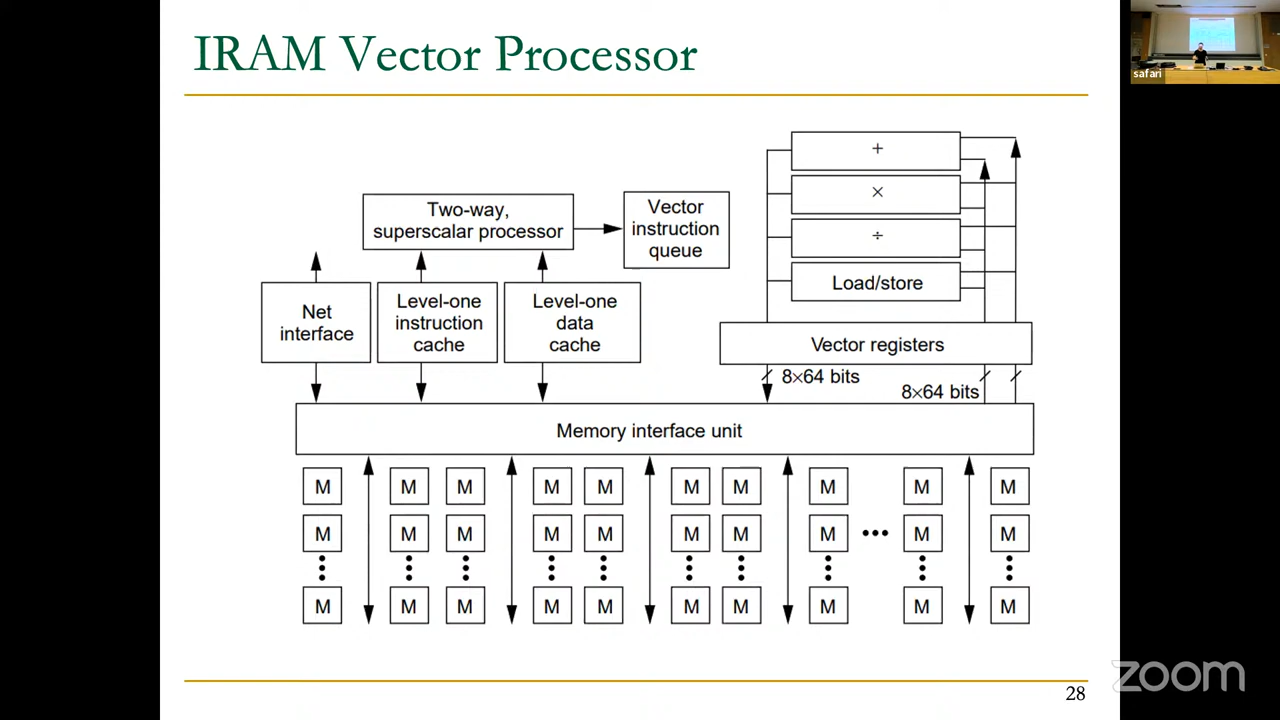 IRAM Vector Processor
safari
+
×
÷
Load/store
Two-way,
superscalar processor
Vector
instruction
queue
Net
interface
Level-one
instruction
cache
Level-one
data
cache
Vector registers
8×64 bits
8×64 bits
Memory interface unit
M M M M M M M M M M
M M M M M M M M ••• M M
M M M M M M M M M M
28
zoom